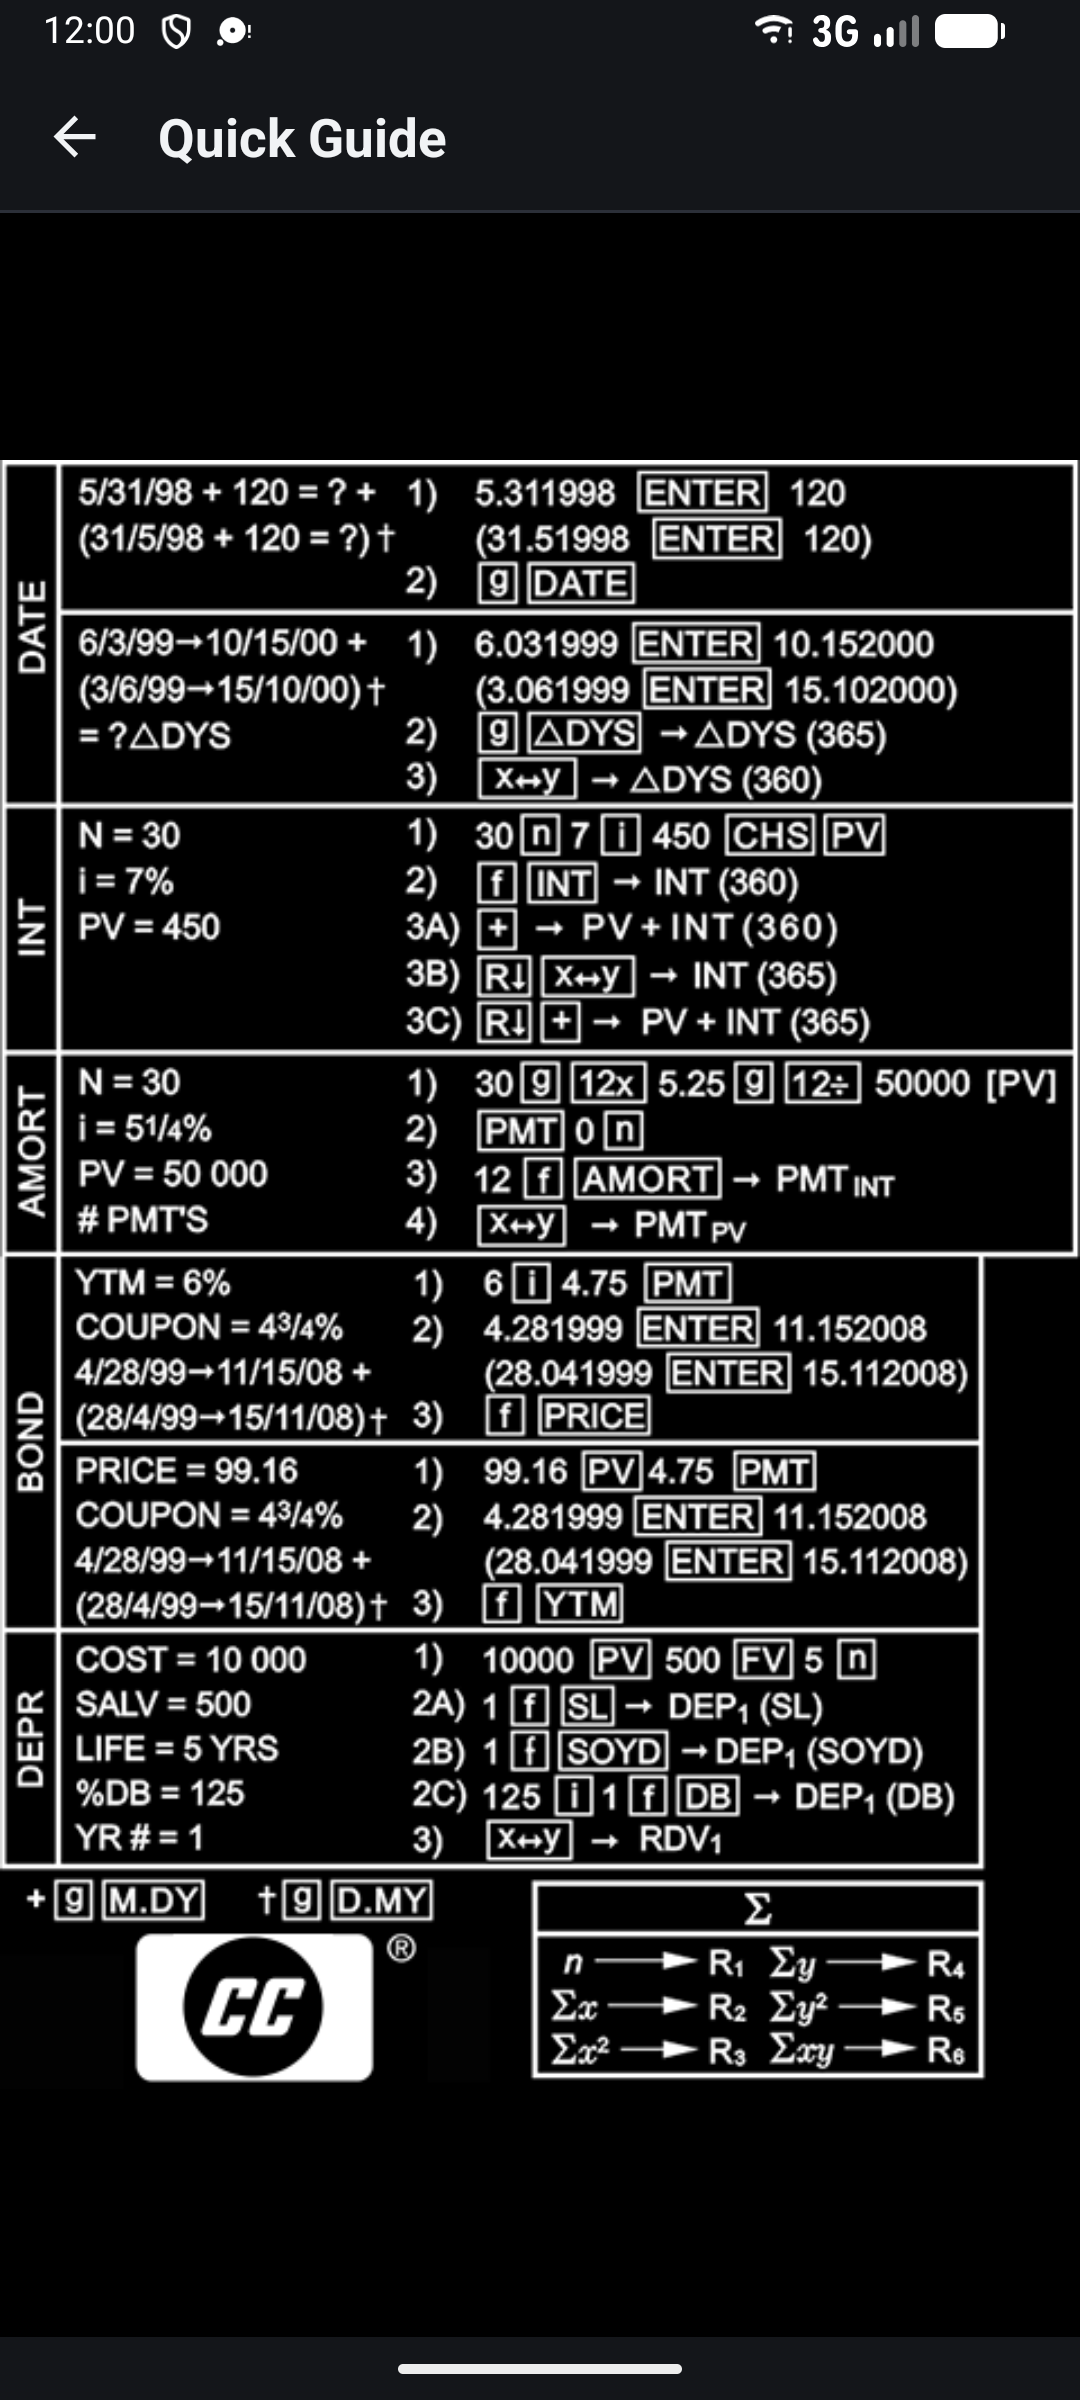 12:00
3G
Quick Guide
DATE
5/31/98 + 120 = ? + 1) 5.311998 ENTER 120
(31/5/98 + 120 = ?) † (31.51998 ENTER 120)
2) g DATE
6/3/99→10/15/00 + 1) 6.031999 ENTER 10.152000
(3/6/99→15/10/00) † (3.061999 ENTER 15.102000)
= ?△DYS 2) g △DYS → △DYS (365)
3) x↔y → △DYS (360)
INT
N = 30 1) 30 n 7 i 450 CHS PV
i = 7% 2) f INT → INT (360)
PV = 450 3A) + → PV + INT (360)
3B) R↓ x↔y → INT (365)
3C) R↓ + → PV + INT (365)
AMORT
N = 30 1) 30 g 12x 5.25 g 12÷ 50000 [PV]
i = 51/4% 2) PMT 0 n
PV = 50 000 3) 12 f AMORT → PMT INT
# PMT'S 4) x↔y → PMT PV
BOND
YTM = 6% 1) 6 i 4.75 PMT
COUPON = 43/4% 2) 4.281999 ENTER 11.152008
4/28/99→11/15/08 + (28.041999 ENTER 15.112008)
(28/4/99→15/11/08) † 3) f PRICE
PRICE = 99.16 1) 99.16 PV 4.75 PMT
COUPON = 43/4% 2) 4.281999 ENTER 11.152008
4/28/99→11/15/08 + (28.041999 ENTER 15.112008)
(28/4/99→15/11/08) † 3) f YTM
DEPR
COST = 10 000 1) 10000 PV 500 FV 5 n
SALV = 500 2A) 1 f SL → DEP₁ (SL)
LIFE = 5 YRS 2B) 1 f SOYD → DEP₁ (SOYD)
%DB = 125 2C) 125 i 1 f DB → DEP₁ (DB)
YR # = 1 3) x↔y → RDV₁
+ g M.DY † g D.MY
CC ®
Σ
n → R₁ Σy → R₄
Σx → R₂ Σy² → R₅
Σx² → R₃ Σxy → R₆